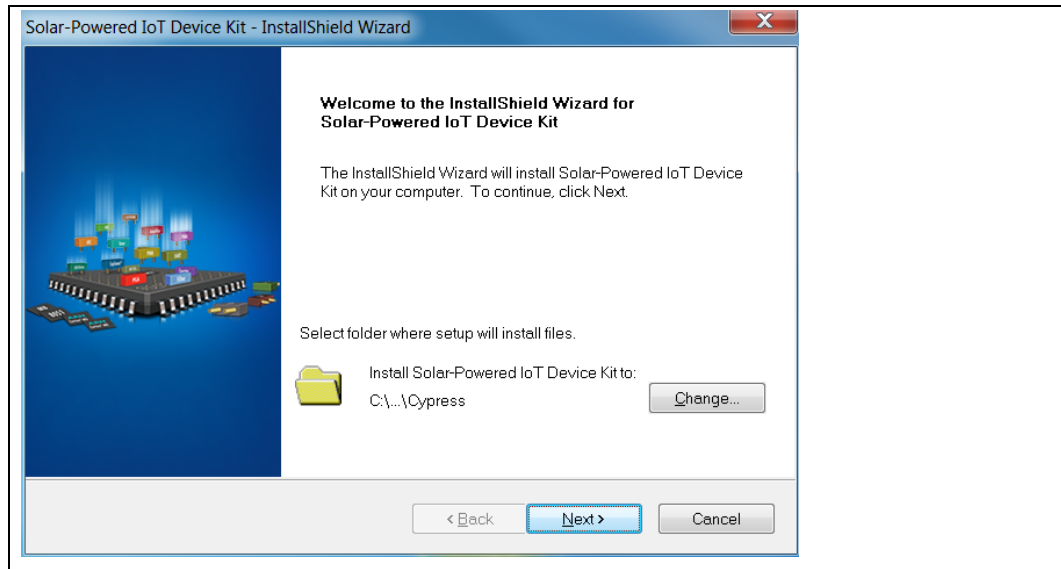 Solar-Powered IoT Device Kit - InstallShield Wizard
Welcome to the InstallShield Wizard for
Solar-Powered IoT Device Kit
The InstallShield Wizard will install Solar-Powered IoT Device
Kit on your computer. To continue, click Next.
Select folder where setup will install files.
Install Solar-Powered IoT Device Kit to:
C:\...\Cypress
Change...
< Back
Next >
Cancel